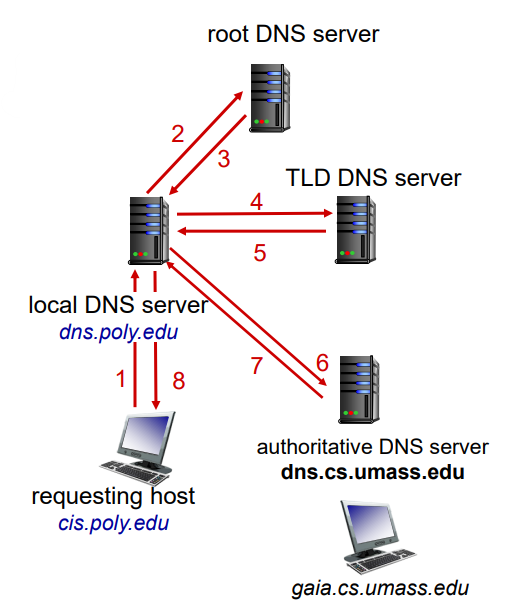 root DNS server
2
3
TLD DNS server
4
5
local DNS server
dns.poly.edu
1
8
7
6
authoritative DNS server
dns.cs.umass.edu
requesting host
cis.poly.edu
gaia.cs.umass.edu